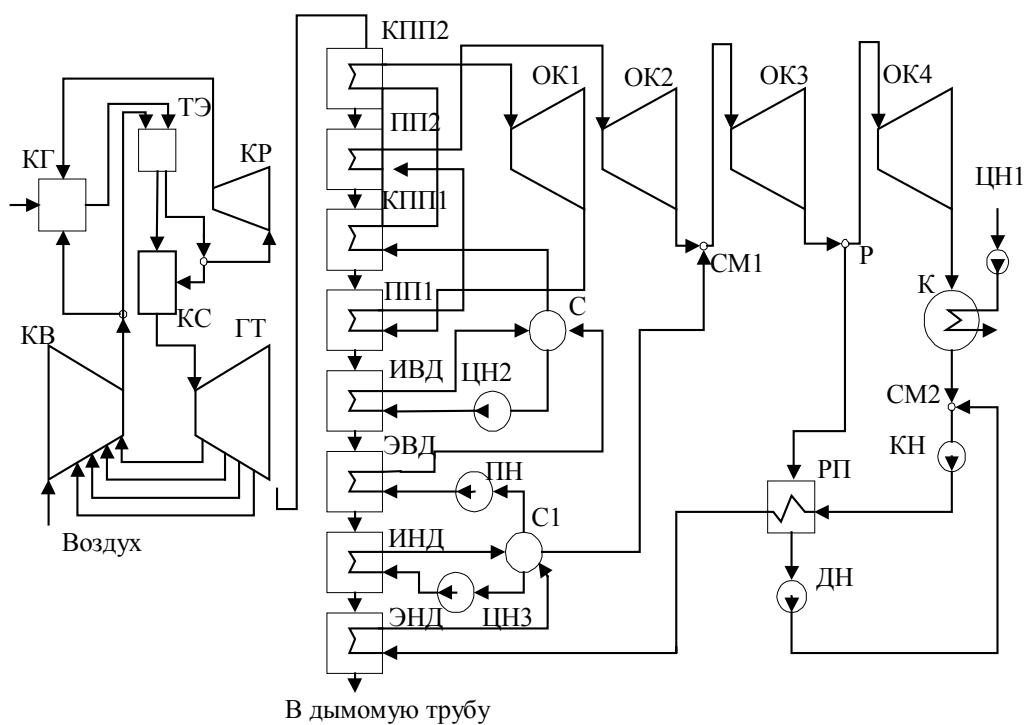 КПП2
ОК1
ОК2
ОК3
ОК4
ТЭ
ПП2
КГ
КР
ЦН1
КПП1
СМ1
Р
К
ПП1
С
КС
КВ
ГТ
ИВД
ЦН2
СМ2
ЭВД
КН
ПН
РП
С1
Воздух
ИНД
ДН
ЭНД
ЦН3
В дымомую трубу